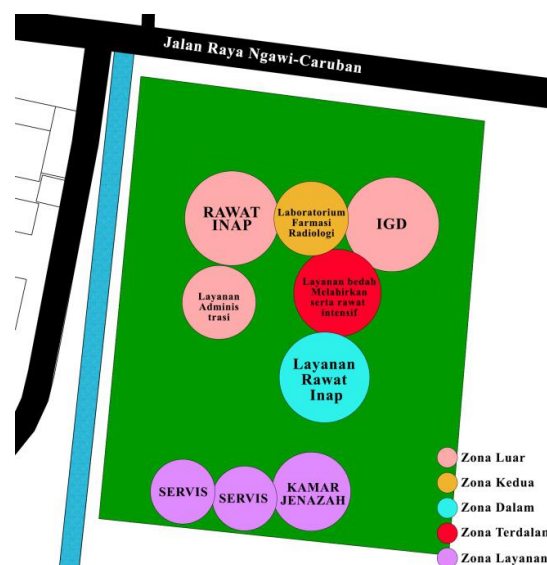 Jalan Raya Ngawi-Caruban
RAWAT
INAP
Laboratorium
Farmasi
Radiologi
IGD
Layanan
Adminis
trasi
Layanan bedah
Melahirkan
serta rawat
intensif
Layanan
Rawat
Inap
SERVIS
SERVIS
KAMAR
JENAZAH
Zona Luar
Zona Kedua
Zona Dalam
Zona Terdalan
Zona Layanan